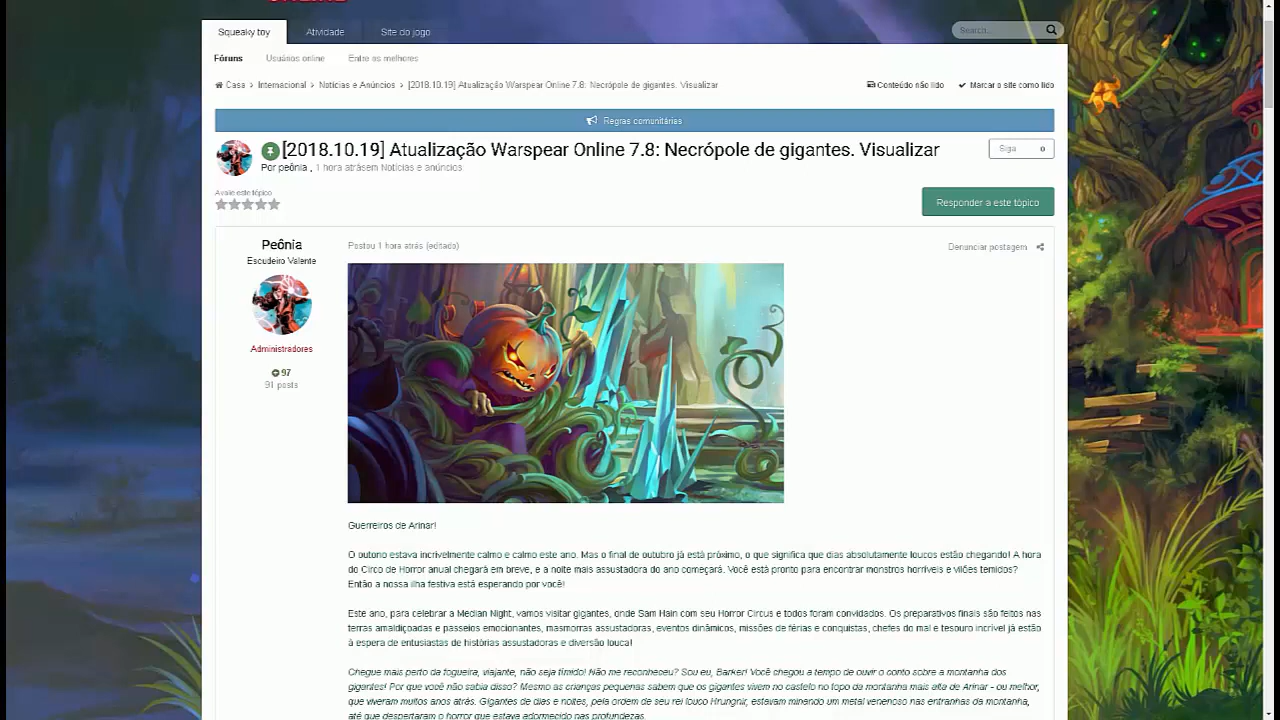 Squeaky toy Atividade Site do jogo Search...
Fóruns Usuários online Entre os melhores
Casa > Internacional > Notícias e Anúncios > [2018.10.19] Atualização Warspear Online 7.8: Necrópole de gigantes. Visualizar Conteúdo não lido Marcar o site como lido
Regras comunitárias
[2018.10.19] Atualização Warspear Online 7.8: Necrópole de gigantes. Visualizar Siga 0
Por peônia , 1 hora atrásem Notícias e anúncios
Avalie este tópico
Responder a este tópico
Peônia
Escudeiro Valente
Administradores
97
91 posts
Postou 1 hora atrás (editado) Denunciar postagem
Guerreiros de Arinar!
O outono estava incrivelmente calmo e calmo este ano. Mas o final de outubro já está próximo, o que significa que dias absolutamente loucos estão chegando! A hora
do Circo de Horror anual chegará em breve, e a noite mais assustadora do ano começará. Você está pronto para encontrar monstros horríveis e vilões temidos?
Então a nossa ilha festiva está esperando por você!
Este ano, para celebrar a Median Night, vamos visitar gigantes, onde Sam Hain com seu Horror Circus e todos foram convidados. Os preparativos finais são feitos nas
terras amaldiçoadas e passeios emocionantes, masmorras assustadoras, eventos dinâmicos, missões de férias e conquistas, chefes do mal e tesouro incrível já estão
à espera de entusiastas de histórias assustadoras e diversão louca!
Chegue mais perto da fogueira, viajante, não seja tímido! Não me reconheceu? Sou eu, Barker! Você chegou a tempo de ouvir o conto sobre a montanha dos
gigantes! Por que você não sabia disso? Mesmo as crianças pequenas sabem que os gigantes vivem no castelo no topo da montanha mais alta de Arinar - ou melhor,
que viveram muitos anos atrás. Gigantes de dias e noites, pela ordem de seu rei louco Hrungnir, estavam minando um metal venenoso nas entranhas da montanha,
até que despertaram o horror que estava adormecido nas profundezas.